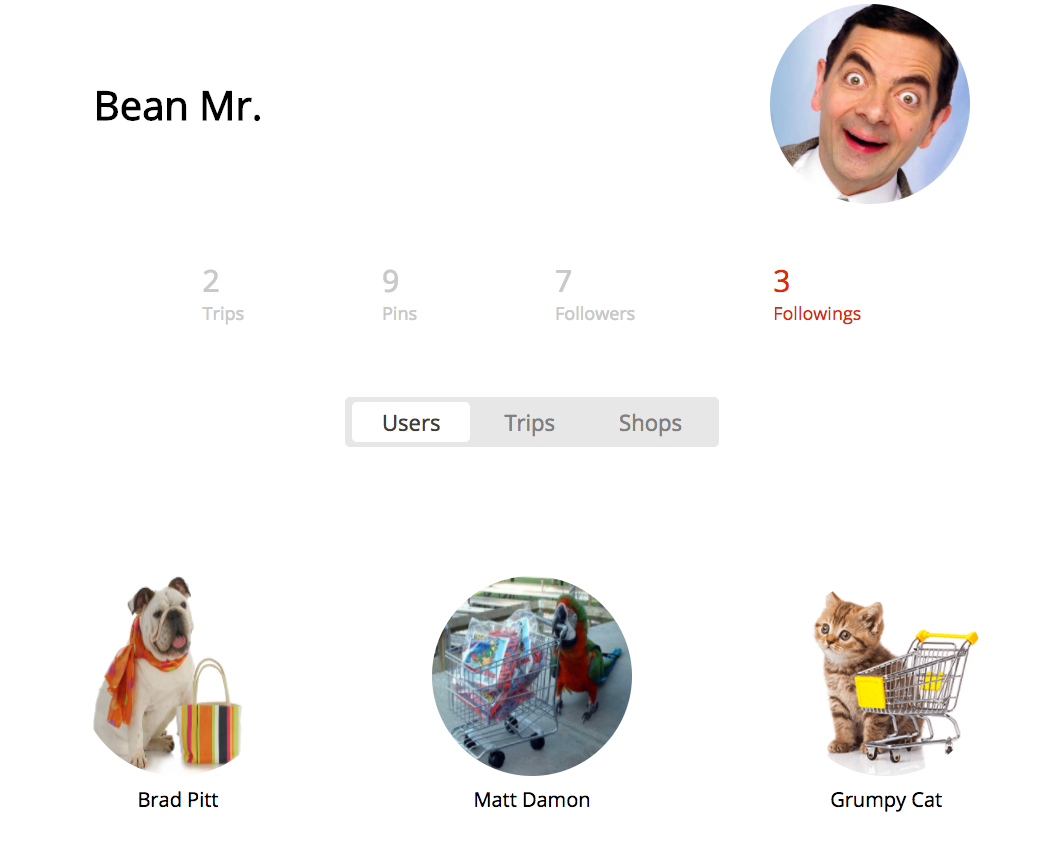 Bean Mr.
2 9 7 3
Trips Pins Followers Followings
Users Trips Shops
Brad Pitt Matt Damon Grumpy Cat